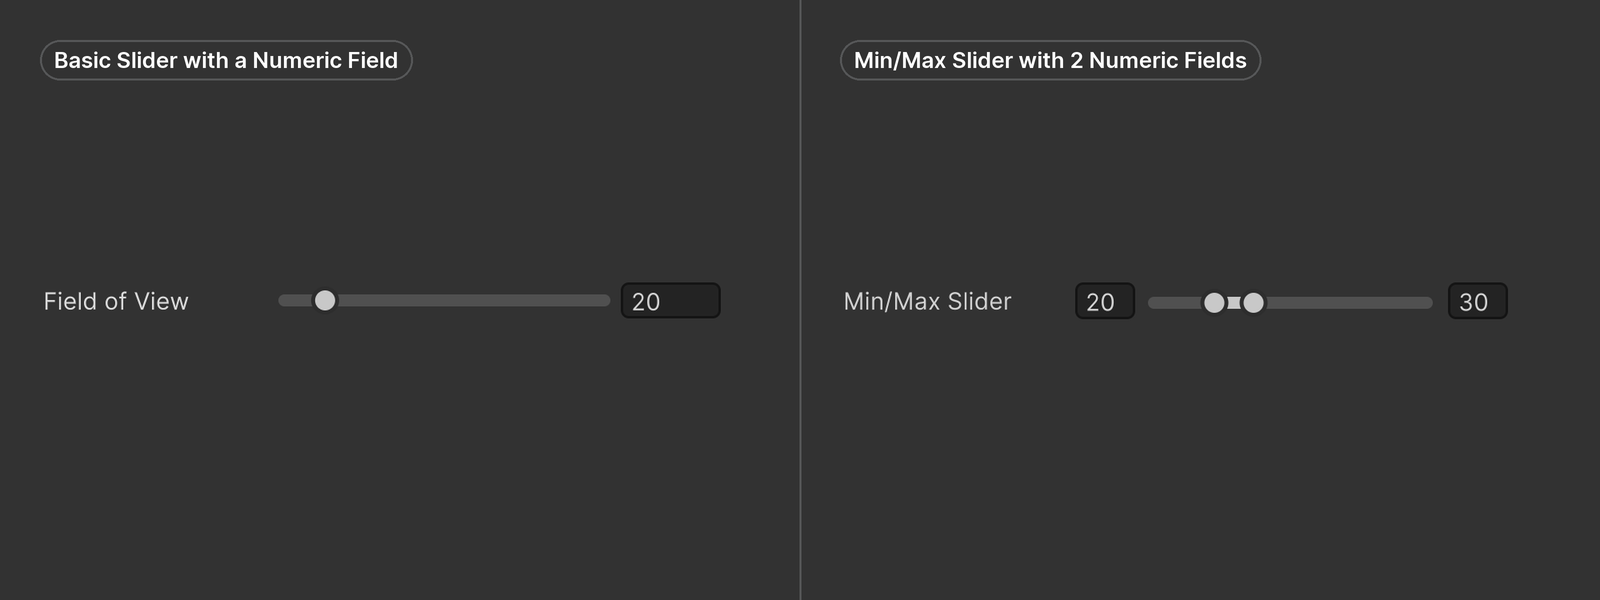 Basic Slider with a Numeric Field
Field of View
20
Min/Max Slider with 2 Numeric Fields
Min/Max Slider
20
30